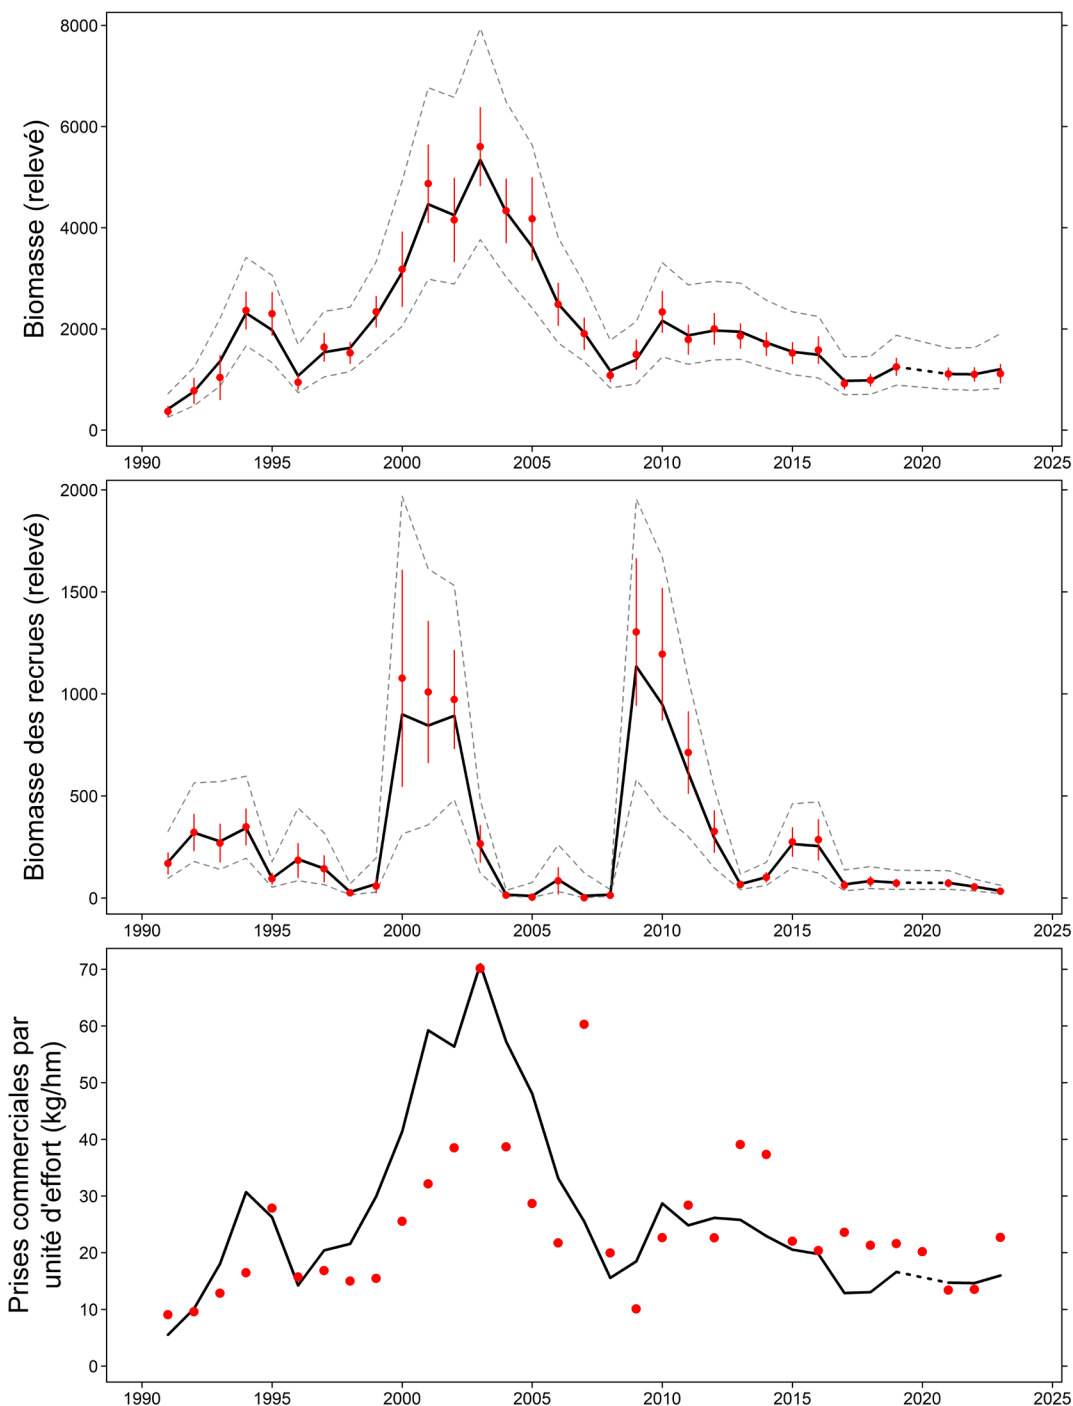 Biomasse (relevé)
8000
6000
4000
2000
0
1990 1995 2000 2005 2010 2015 2020 2025
Biomasse des recrues (relevé)
2000
1500
1000
500
0
1990 1995 2000 2005 2010 2015 2020 2025
Prises commerciales par
unité d'effort (kg/hm)
70
60
50
40
30
20
10
0
1990 1995 2000 2005 2010 2015 2020 2025